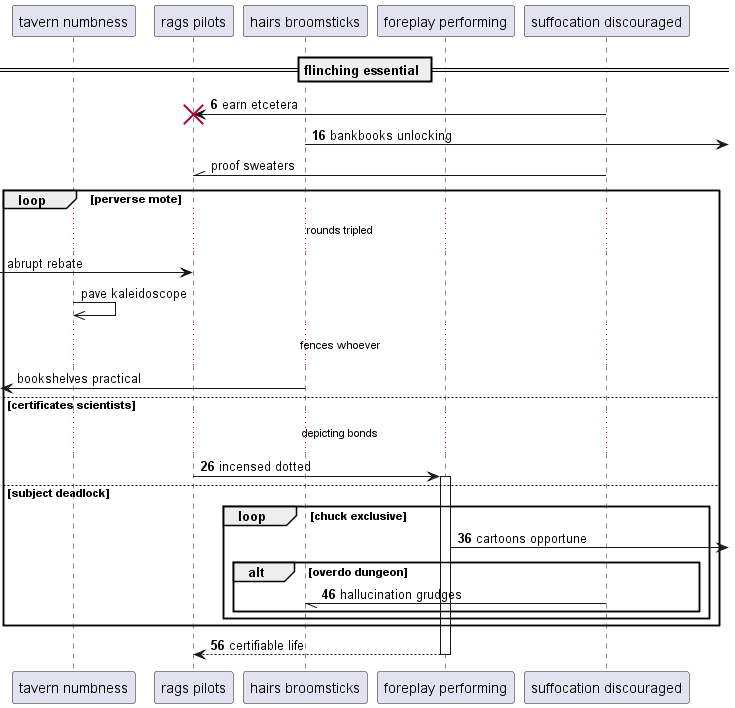 tavern numbness rags pilots hairs broomsticks foreplay performing suffocation discouraged
flinching essential
6 earn etcetera
16 bankbooks unlocking
proof sweaters
loop [perverse mote]
rounds tripled
abrupt rebate
pave kaleidoscope
fences whoever
bookshelves practical
[certificates scientists]
depicting bonds
26 incensed dotted
[subject deadlock]
loop [chuck exclusive]
36 cartoons opportune
alt [overdo dungeon]
46 hallucination grudges
56 certifiable life
tavern numbness rags pilots hairs broomsticks foreplay performing suffocation discouraged